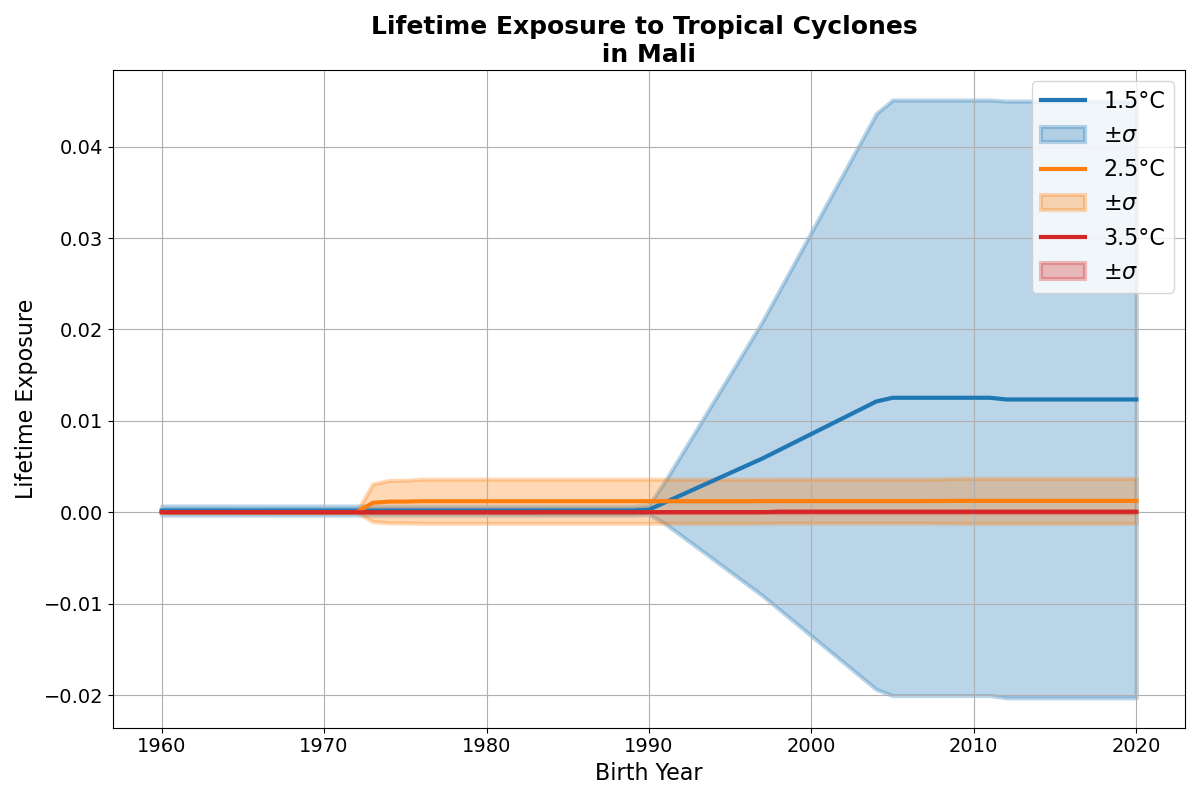 Lifetime Exposure to Tropical Cyclones
in Mali
1.5°C
±σ
2.5°C
±σ
3.5°C
±σ
Lifetime Exposure
0.04
0.03
0.02
0.01
0.00
−0.01
−0.02
1960 1970 1980 1990 2000 2010 2020
Birth Year